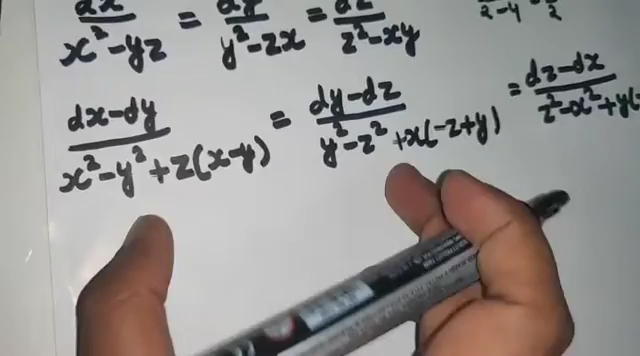 dx/(x²-yz) = dy/(y²-zx) = dz/(z²-xy)
(dx-dy)/(x²-y²+z(x-y)) = (dy-dz)/(y²-z²+x(-z+y)) = (dz-dx)/(z²-x²+y(-